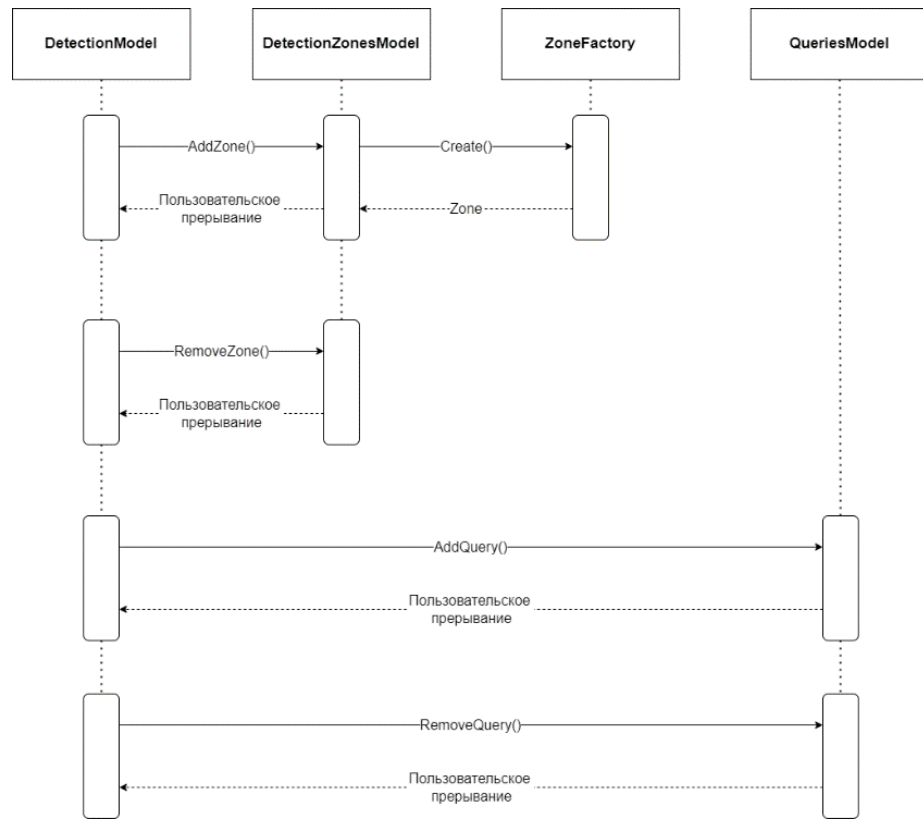 DetectionModel
DetectionZonesModel
ZoneFactory
QueriesModel
AddZone()
Create()
Пользовательское
прерывание
Zone
RemoveZone()
Пользовательское
прерывание
AddQuery()
Пользовательское
прерывание
RemoveQuery()
Пользовательское
прерывание